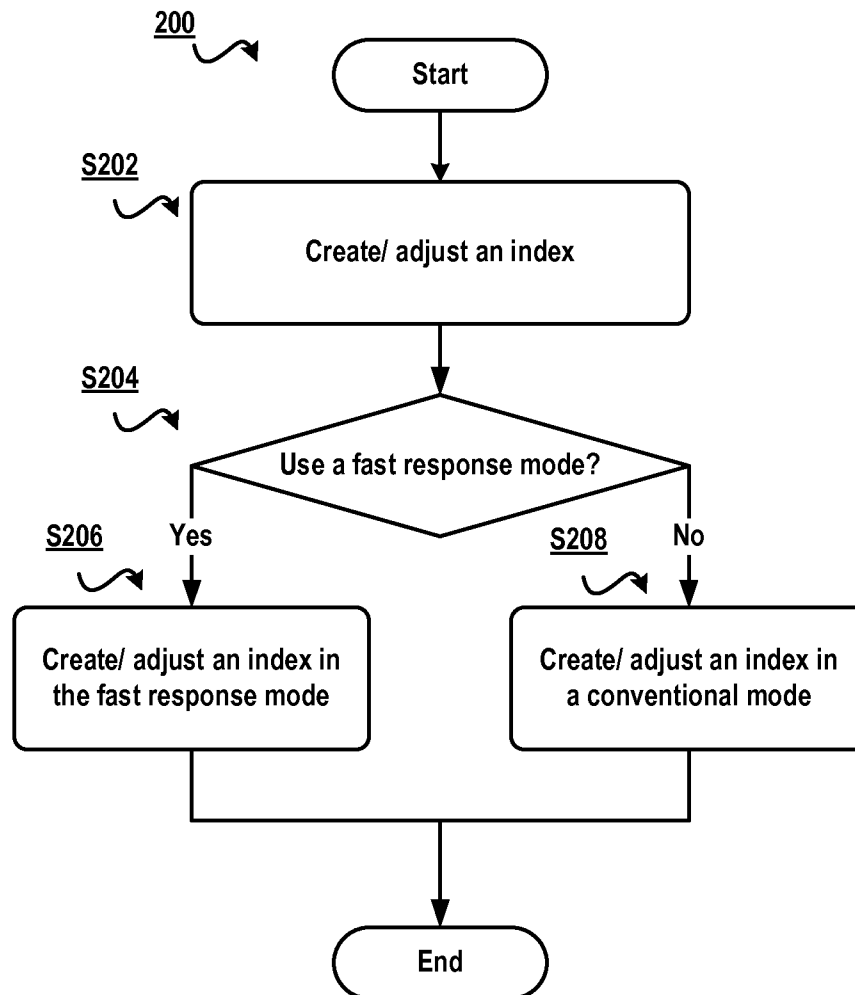 200
Start
S202
Create/ adjust an index
S204
Use a fast response mode?
S206
Yes
S208
No
Create/ adjust an index in
the fast response mode
Create/ adjust an index in
a conventional mode
End